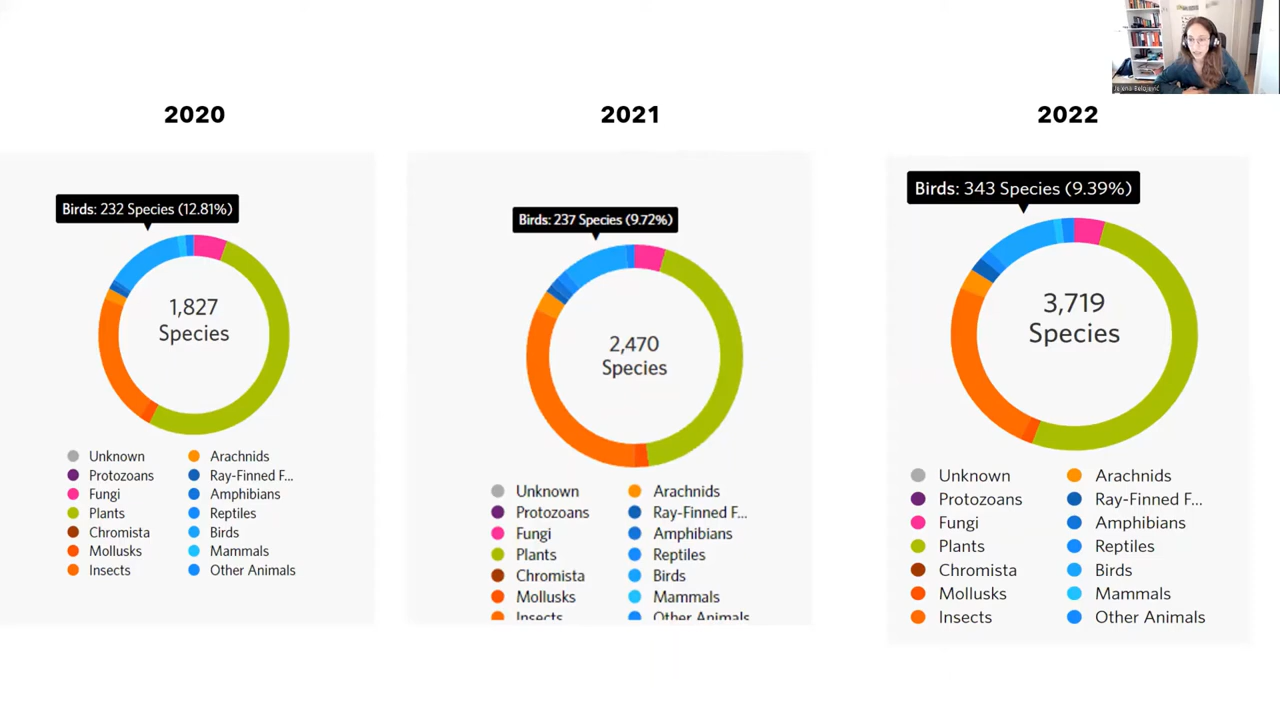 2020
2021
2022
Birds: 232 Species (12.81%)
1,827
Species
Unknown
Protozoans
Fungi
Plants
Chromista
Mollusks
Insects
Arachnids
Ray-Finned F...
Amphibians
Reptiles
Birds
Mammals
Other Animals
Birds: 237 Species (9.72%)
2,470
Species
Unknown
Protozoans
Fungi
Plants
Chromista
Mollusks
Insects
Arachnids
Ray-Finned F...
Amphibians
Reptiles
Birds
Mammals
Other Animals
Birds: 343 Species (9.39%)
3,719
Species
Unknown
Protozoans
Fungi
Plants
Chromista
Mollusks
Insects
Arachnids
Ray-Finned F...
Amphibians
Reptiles
Birds
Mammals
Other Animals